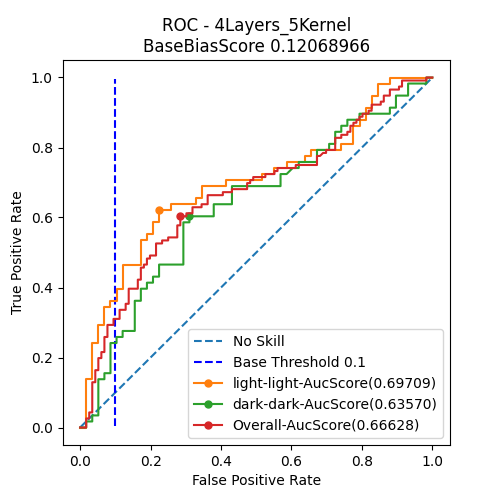 ROC - 4Layers_5Kernel
BaseBiasScore 0.12068966
True Positive Rate
1.0
0.8
0.6
0.4
0.2
0.0
No Skill
Base Threshold 0.1
light-light-AucScore(0.69709)
dark-dark-AucScore(0.63570)
Overall-AucScore(0.66628)
0.0 0.2 0.4 0.6 0.8 1.0
False Positive Rate